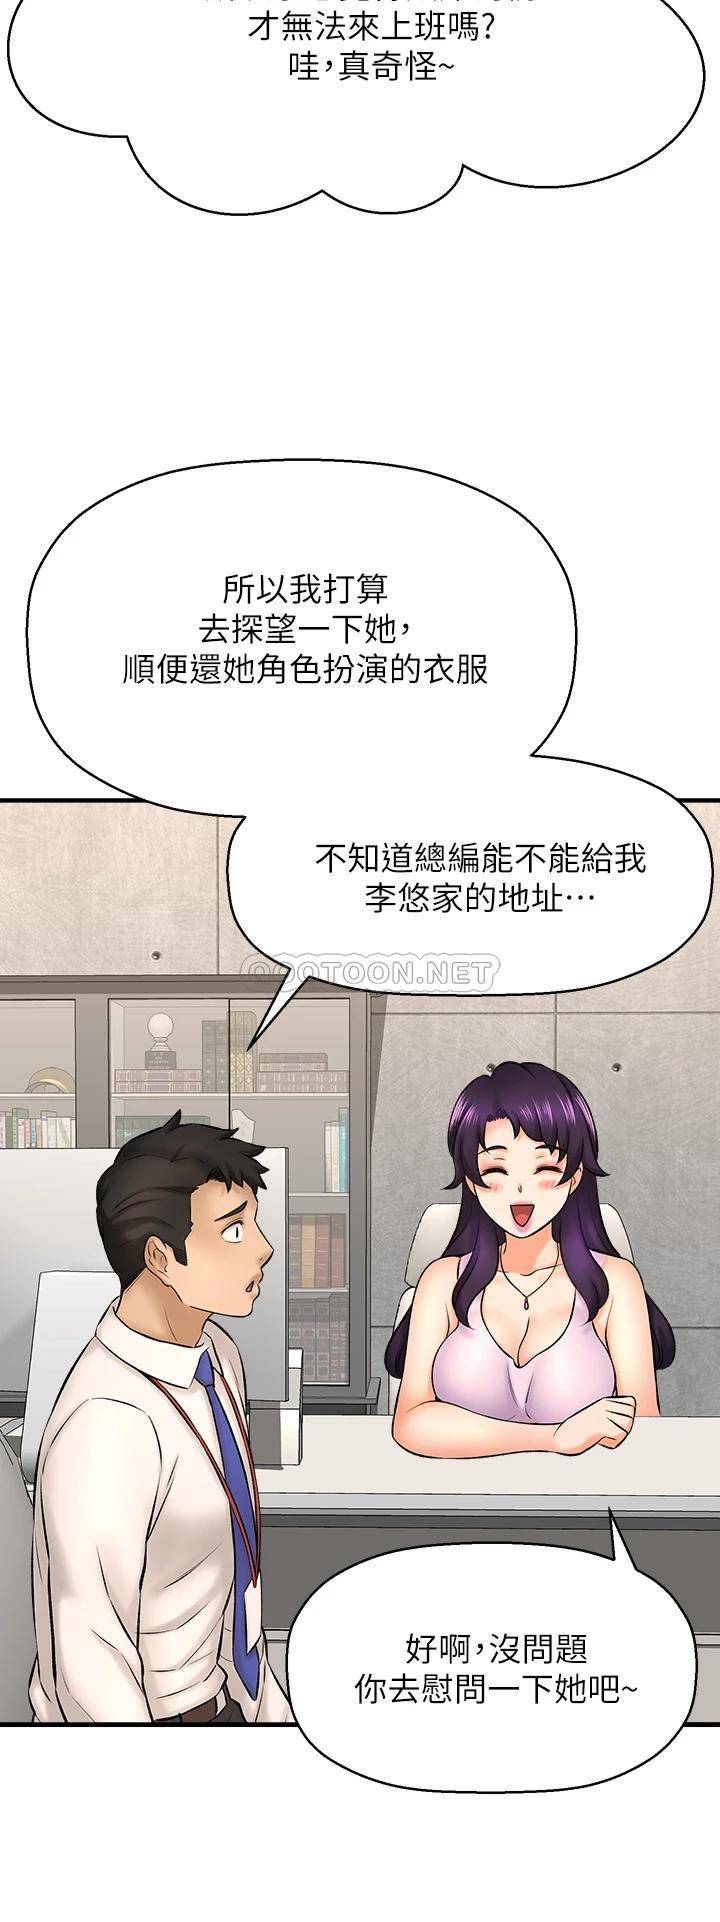 才無法來上班嗎?
哇,真奇怪~
所以我打算
去探望一下她,
順便還她角色扮演的衣服
不知道總編能不能給我
李悠家的地址…
OOTOON.NET
好啊,沒問題
你去慰問一下她吧~